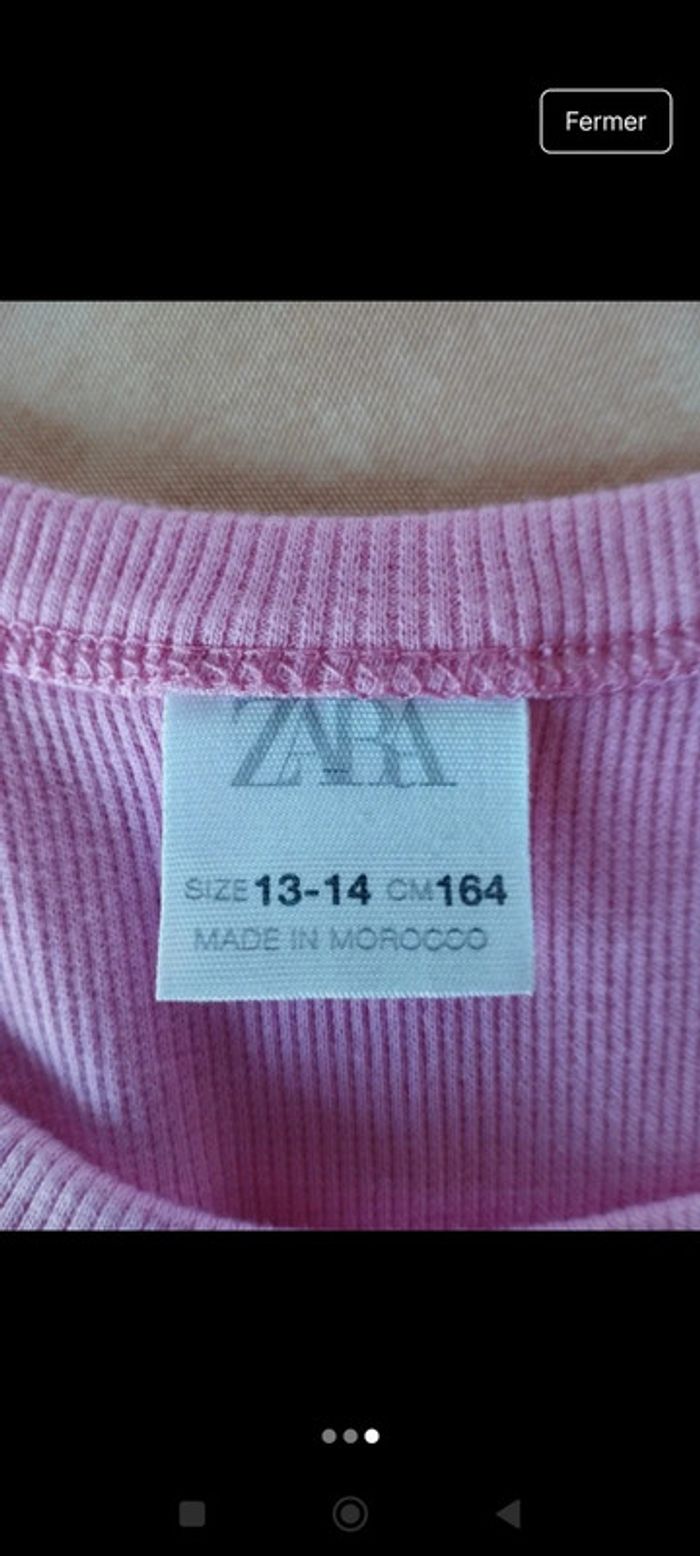 Fermer
ZARA
SIZE 13-14 CM 164
MADE IN MOROCCO